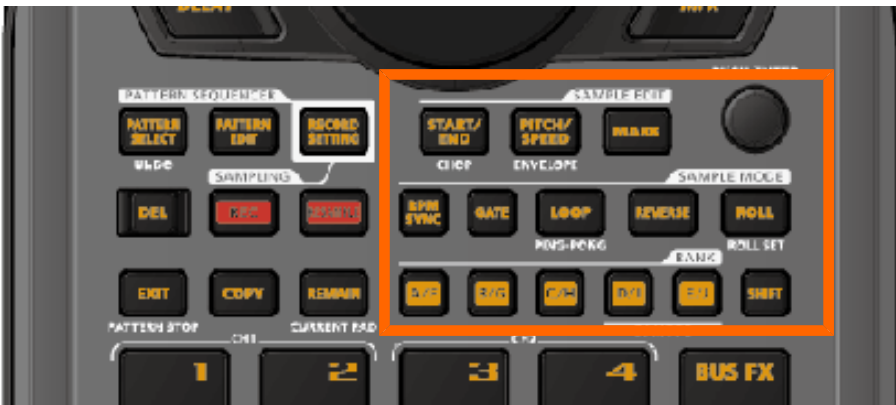 DELAY MFX
PATTERN SEQUENCER SAMPLE EDIT
PATTERN SELECT PATTERN EDIT RECORD SETTING START/END PITCH/SPEED MARK
CHOP ENVELOPE
SAMPLING SAMPLE MODE
DEL REC BPM SYNC GATE LOOP REVERSE ROLL
PING-PONG ROLL SET
BANK
EXIT COPY REMAIN A/F B/G C/H D/I E/J SHIFT
PATTERN STOP CURRENT PAD
1 2 3 4 BUS FX